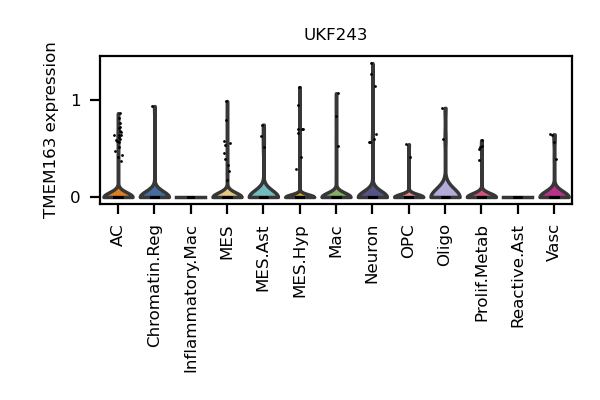 UKF243
TMEM163 expression
1
0
AC
Chromatin.Reg
Inflammatory.Mac
MES
MES.Ast
MES.Hyp
Mac
Neuron
OPC
Oligo
Prolif.Metab
Reactive.Ast
Vasc